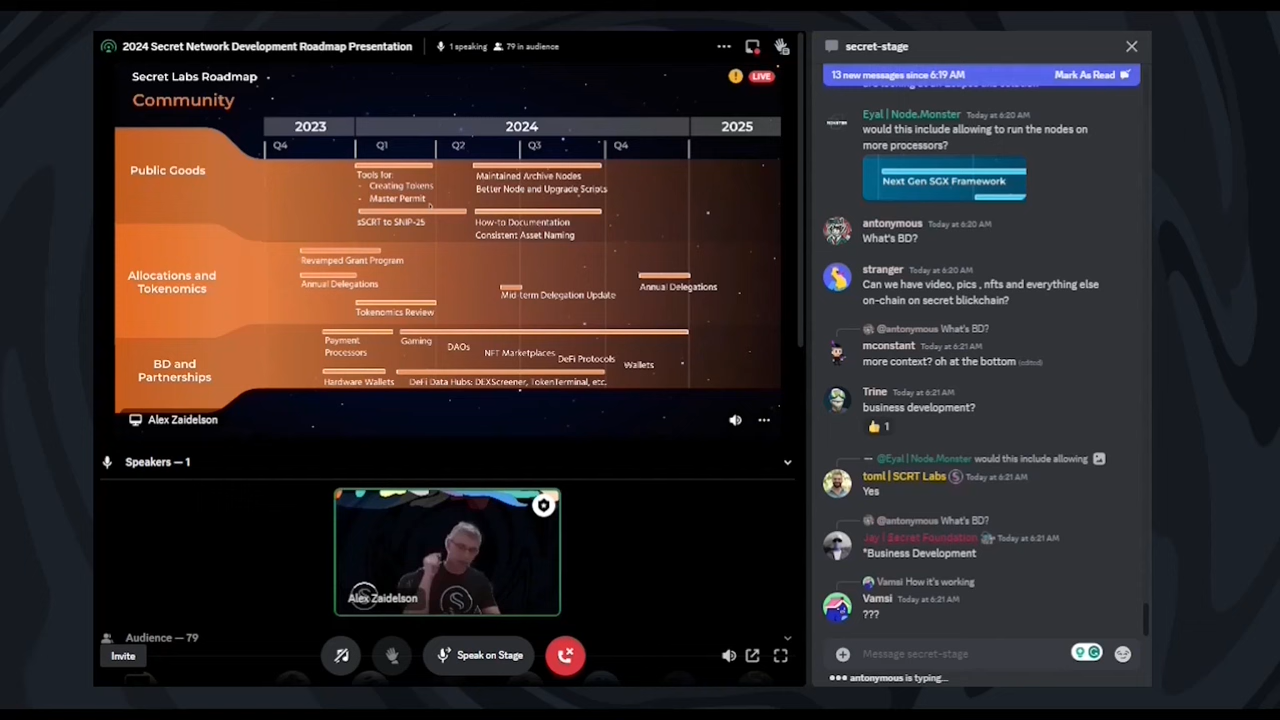 2024 Secret Network Development Roadmap Presentation
1 speaking
79 in audience
Secret Labs Roadmap
Community
LIVE
2023
2024
2025
Q4
Q1
Q2
Q3
Q4
Public Goods
Tools for:
- Creating Tokens
- Master Permit
sSCRT to SNIP-25
Maintained Archive Nodes
Better Node and Upgrade Scripts
How-to Documentation
Consistent Asset Naming
Allocations and
Tokenomics
Revamped Grant Program
Annual Delegations
Tokenomics Review
Mid-term Delegation Update
Annual Delegations
BD and
Partnerships
Payment
Processors
Gaming
DAOs
NFT Marketplaces
DeFi Protocols
Wallets
Hardware Wallets
DeFi Data Hubs: DEXScreener, TokenTerminal, etc.
Alex Zaidelson
Speakers — 1
Alex Zaidelson
Audience — 79
Invite
Speak on Stage
secret-stage
13 new messages since 6:19 AM
Mark As Read
Eyal | Node.Monster Today at 6:20 AM
would this include allowing to run the nodes on
more processors?
Next Gen SGX Framework
antonymous Today at 6:20 AM
What's BD?
stranger Today at 6:20 AM
Can we have video, pics , nfts and everything else
on-chain on secret blickchain?
@antonymous What's BD?
mconstant Today at 6:21 AM
more context? oh at the bottom (edited)
Trine Today at 6:21 AM
business development?
1
@Eyal | Node.Monster would this include allowing
toml | SCRT Labs Today at 6:21 AM
Yes
@antonymous What's BD?
Jay | Secret Foundation Today at 6:21 AM
*Business Development
Vamsi How it's working
Vamsi Today at 6:21 AM
???
Message secret-stage
antonymous is typing...